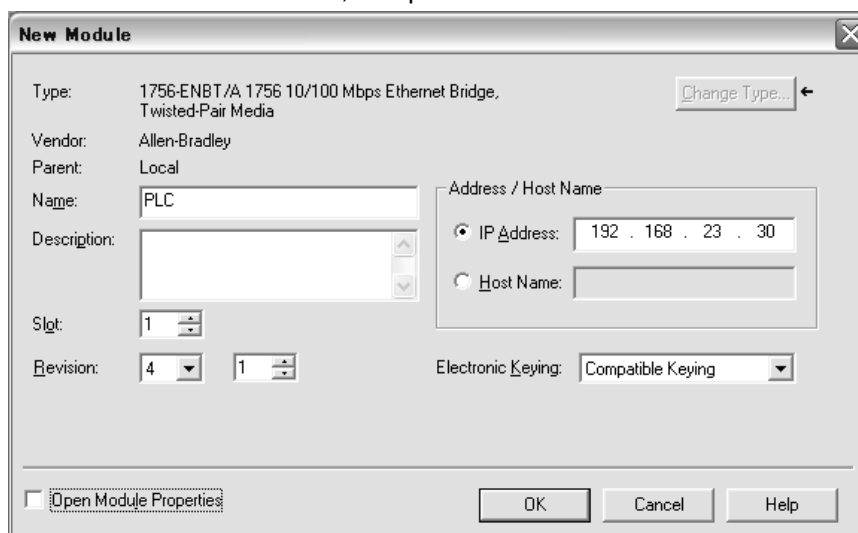 New Module
Type: 1756-ENBT/A 1756 10/100 Mbps Ethernet Bridge,
Twisted-Pair Media
Change Type...
Vendor: Allen-Bradley
Parent: Local
Name: PLC
Description:
Address / Host Name
IP Address: 192 . 168 . 23 . 30
Host Name:
Slot: 1
Revision: 4 1
Electronic Keying: Compatible Keying
Open Module Properties
OK Cancel Help